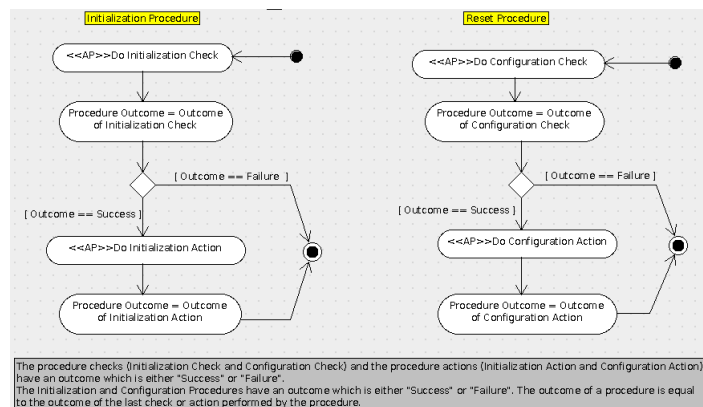 Initialization Procedure
<<AP>>Do Initialization Check
Procedure Outcome = Outcome
of Initialization Check
[ Outcome == Failure ]
[ Outcome == Success ]
<<AP>>Do Initialization Action
Procedure Outcome = Outcome
of Initialization Action
Reset Procedure
<<AP>>Do Configuration Check
Procedure Outcome = Outcome
of Configuration Check
[ Outcome == Failure ]
[ Outcome == Success ]
<<AP>>Do Configuration Action
Procedure Outcome = Outcome
of Configuration Action
The procedure checks (Initialization Check and Configuration Check) and the procedure actions (Initialization Action and Configuration Action)
have an outcome which is either "Success" or "Failure".
The Initialization and Configuration Procedures have an outcome which is either "Success" or "Failure". The outcome of a procedure is equal
to the outcome of the last check or action performed by the procedure.